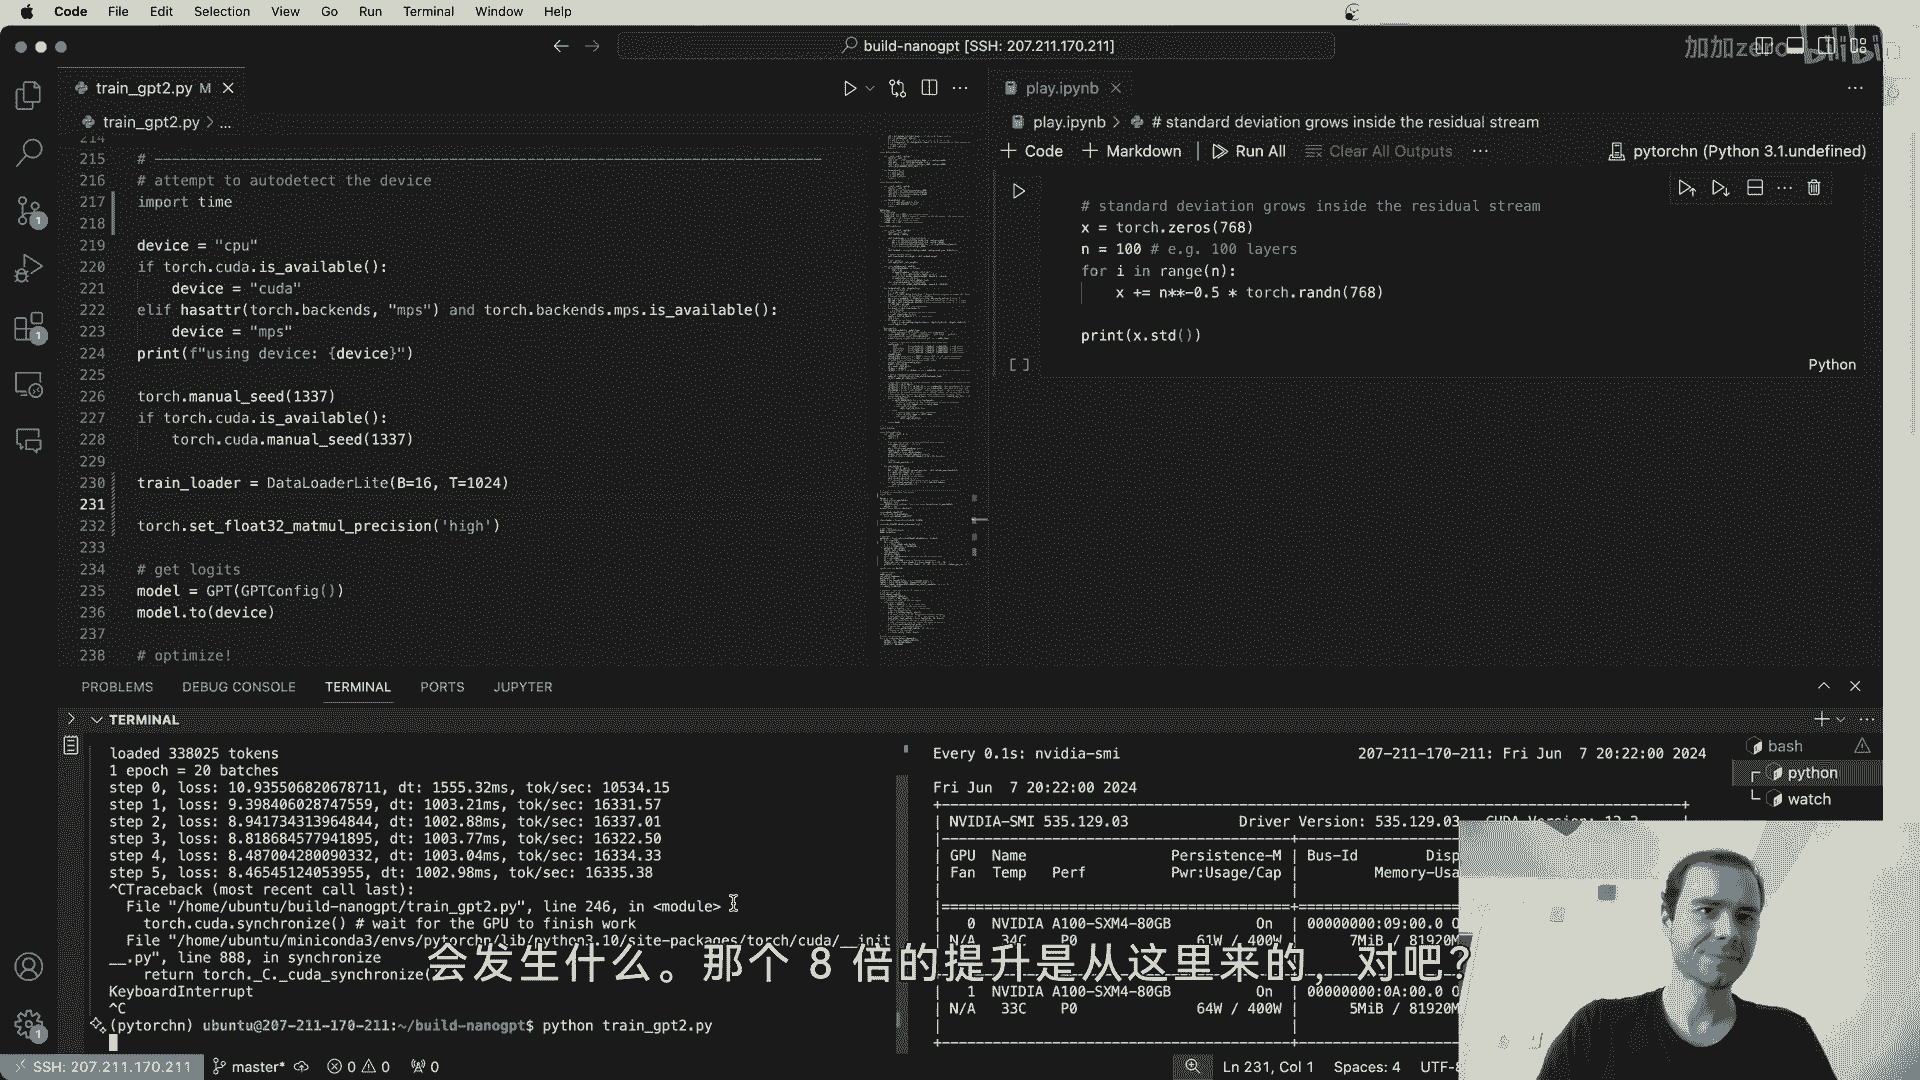 Code File Edit Selection View Go Run Terminal Window Help
build-nanogpt [SSH: 207.211.170.211]
加加zero
train_gpt2.py M
train_gpt2.py > ...
214
215 # ----------------------------------------------------------------------------
216 # attempt to autodetect the device
217 import time
218
219 device = "cpu"
220 if torch.cuda.is_available():
221 device = "cuda"
222 elif hasattr(torch.backends, "mps") and torch.backends.mps.is_available():
223 device = "mps"
224 print(f"using device: {device}")
225
226 torch.manual_seed(1337)
227 if torch.cuda.is_available():
228 torch.cuda.manual_seed(1337)
229
230 train_loader = DataLoaderLite(B=16, T=1024)
231
232 torch.set_float32_matmul_precision('high')
233
234 # get logits
235 model = GPT(GPTConfig())
236 model.to(device)
237
238 # optimize!
play.ipynb
play.ipynb > # standard deviation grows inside the residual stream
+ Code + Markdown | Run All Clear All Outputs ... pytorchn (Python 3.1.undefined)
# standard deviation grows inside the residual stream
x = torch.zeros(768)
n = 100 # e.g. 100 layers
for i in range(n):
x += n**-0.5 * torch.randn(768)
print(x.std())
[ ]
Python
PROBLEMS DEBUG CONSOLE TERMINAL PORTS JUPYTER
TERMINAL
loaded 338025 tokens
1 epoch = 20 batches
step 0, loss: 10.935506820678711, dt: 1555.32ms, tok/sec: 10534.15
step 1, loss: 9.398406028747559, dt: 1003.21ms, tok/sec: 16331.57
step 2, loss: 8.941734313964844, dt: 1002.88ms, tok/sec: 16337.01
step 3, loss: 8.818684577941895, dt: 1003.77ms, tok/sec: 16322.50
step 4, loss: 8.487004280090332, dt: 1003.04ms, tok/sec: 16334.33
step 5, loss: 8.46545124053955, dt: 1002.98ms, tok/sec: 16335.38
^CTraceback (most recent call last):
File "/home/ubuntu/build-nanogpt/train_gpt2.py", line 246, in <module>
torch.cuda.synchronize() # wait for the GPU to finish work
File "/home/ubuntu/miniconda3/envs/pytorchn/lib/python3.10/site-packages/torch/cuda/__init
__.py", line 888, in synchronize
return torch._C._cuda_synchronize(
KeyboardInterrupt
^C
(pytorchn) ubuntu@207-211-170-211:~/build-nanogpt$ python train_gpt2.py
Every 0.1s: nvidia-smi 207-211-170-211: Fri Jun 7 20:22:00 2024
Fri Jun 7 20:22:00 2024
NVIDIA-SMI 535.129.03 Driver Version: 535.129.03
GPU Name Persistence-M | Bus-Id Disp
Fan Temp Perf Pwr:Usage/Cap | Memory-Usa
0 NVIDIA A100-SXM4-80GB On | 00000000:09:00.0 O
N/A 34C P0 61W / 400W | 7MiB / 81920M
1 NVIDIA A100-SXM4-80GB On | 00000000:0A:00.0 O
N/A 33C P0 64W / 400W | 5MiB / 81920M
bash
python
watch
会发生什么。那个 8 倍的提升是从这里来的，对吧？
SSH: 207.211.170.211 master* 0 0 0 Ln 231, Col 1 Spaces: 4 UTF-8